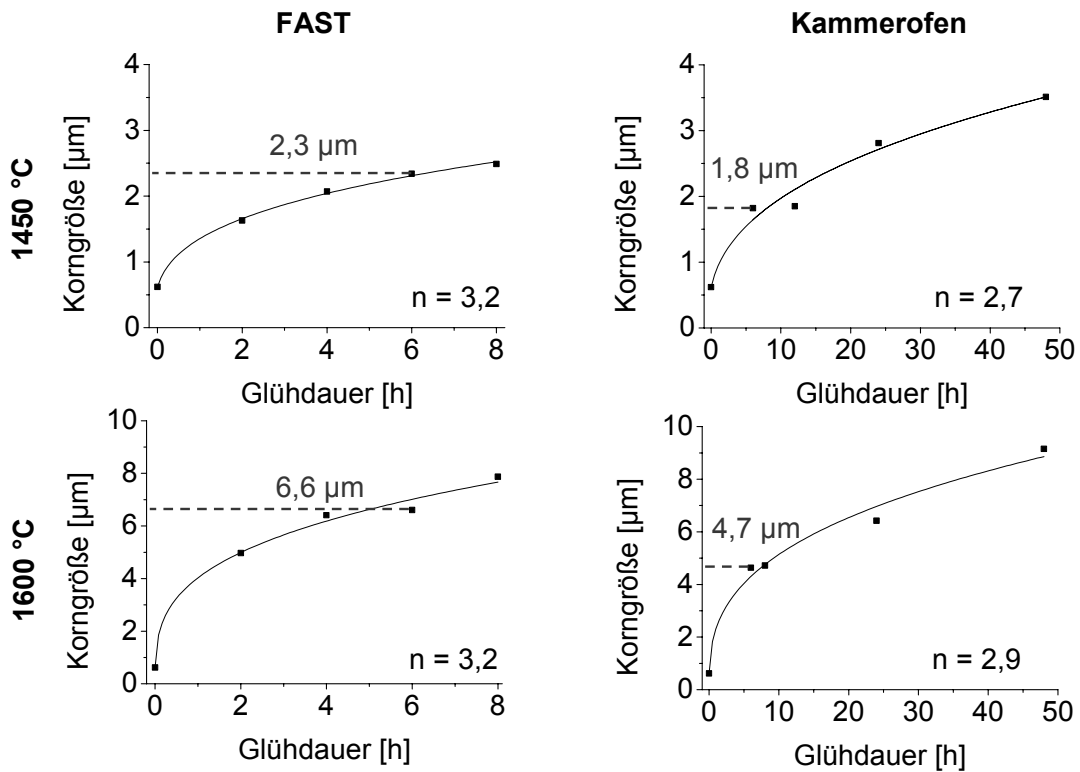 FAST
Kammerofen
1450 °C
Korngröße [µm]
4
3
2
1
0
2,3 µm
n = 3,2
0 2 4 6 8
Glühdauer [h]
Korngröße [µm]
4
3
2
1
0
1,8 µm
n = 2,7
0 10 20 30 40 50
Glühdauer [h]
1600 °C
Korngröße [µm]
10
8
6
4
2
0
6,6 µm
n = 3,2
0 2 4 6 8
Glühdauer [h]
Korngröße [µm]
10
8
6
4
2
0
4,7 µm
n = 2,9
0 10 20 30 40 50
Glühdauer [h]